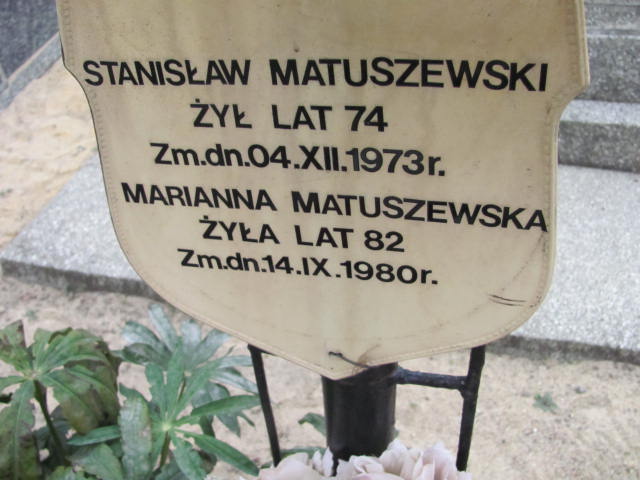 STANISŁAW MATUSZEWSKI
ŻYŁ LAT 74
Zm.dn.04.XII.1973r.
MARIANNA MATUSZEWSKA
ŻYŁA LAT 82
Zm.dn.14.IX.1980r.